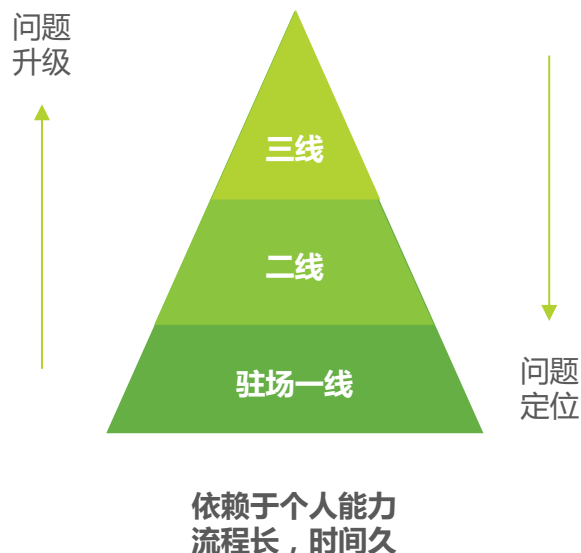 问题
升级
三线
二线
驻场一线
问题
定位
依赖于个人能力
流程长，时间久